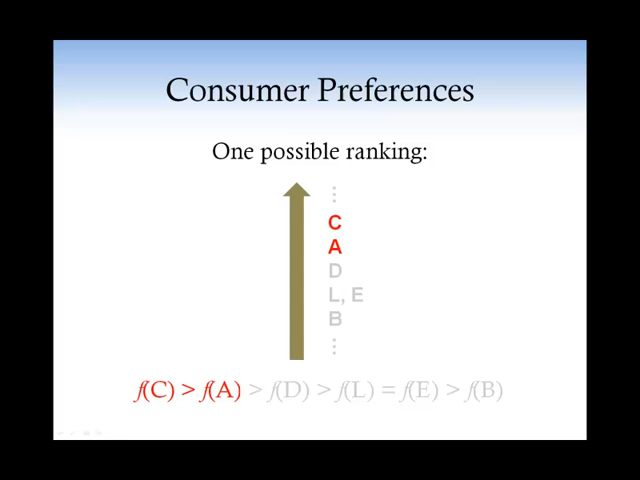 Consumer Preferences
One possible ranking:
⋮
C
A
D
L, E
B
⋮
f(C) > f(A) > f(D) > f(L) = f(E) > f(B)